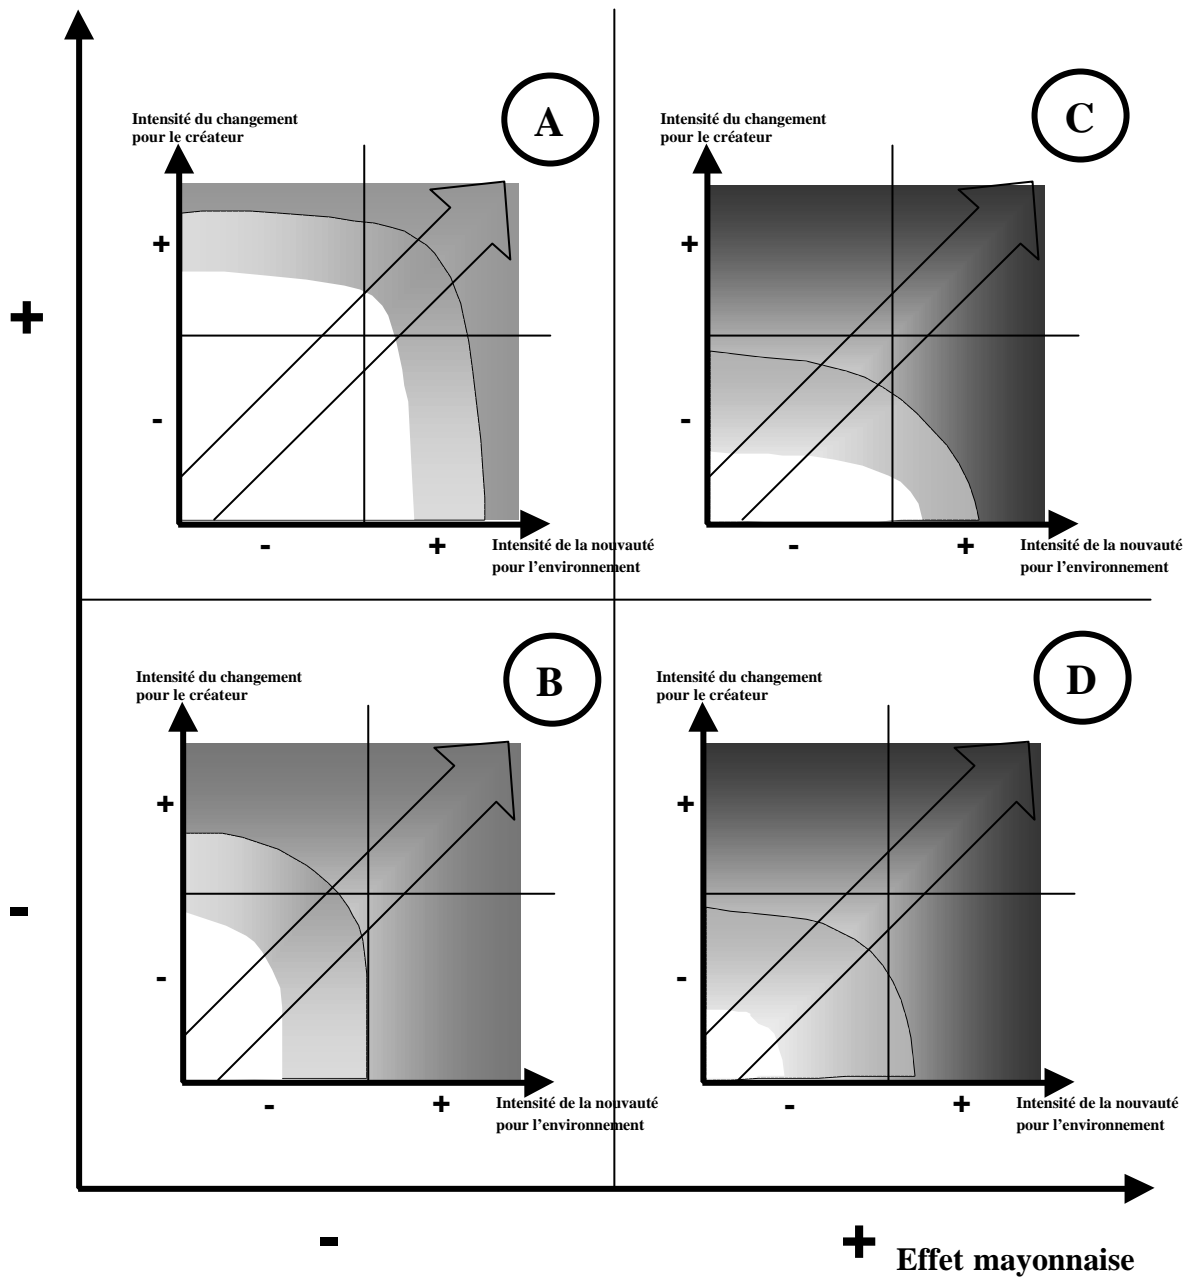 A
C
Intensité du changement
pour le créateur
Intensité du changement
pour le créateur
+
+
+
-
-
-
+
Intensité de la nouvauté
pour l'environnement
-
+
Intensité de la nouvauté
pour l'environnement
B
D
Intensité du changement
pour le créateur
Intensité du changement
pour le créateur
+
+
-
-
-
-
+
Intensité de la nouvauté
pour l'environnement
-
+
Intensité de la nouvauté
pour l'environnement
-
+ Effet mayonnaise